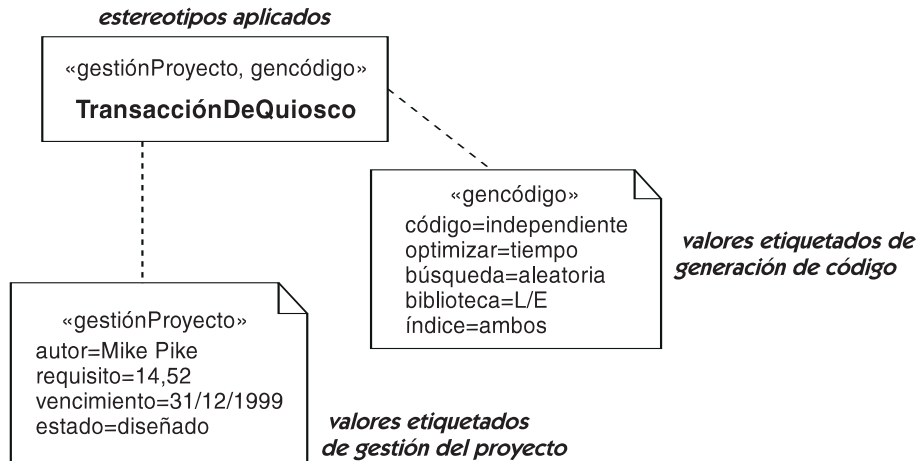 estereotipos aplicados
«gestiónProyecto, gencódigo»
TransacciónDeQuiosco
«gencódigo»
código=independiente
optimizar=tiempo
búsqueda=aleatoria
biblioteca=L/E
índice=ambos
valores etiquetados de
generación de código
«gestiónProyecto»
autor=Mike Pike
requisito=14,52
vencimiento=31/12/1999
estado=diseñado
valores etiquetados
de gestión del proyecto